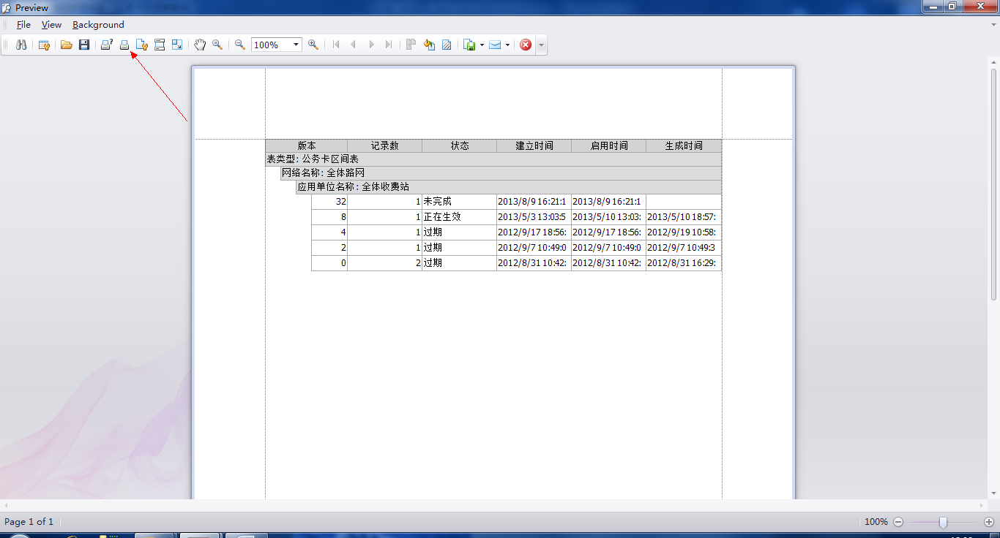 Preview
File View Background
100%
版本 记录数 状态 建立时间 启用时间 生成时间
表类型: 公务卡区间表
网络名称: 全体路网
应用单位名称: 全体收费站
32 1 未完成 2013/8/9 16:21:1 2013/8/9 16:21:1
8 1 正在生效 2013/5/3 13:03:5 2013/5/10 13:03: 2013/5/10 18:57:
4 1 过期 2012/9/17 18:56: 2012/9/17 18:56: 2012/9/19 10:58:
2 1 过期 2012/9/7 10:49:0 2012/9/7 10:49:0 2012/9/7 10:49:3
0 2 过期 2012/8/31 10:42: 2012/8/31 10:42: 2012/8/31 16:29:
Page 1 of 1 100%